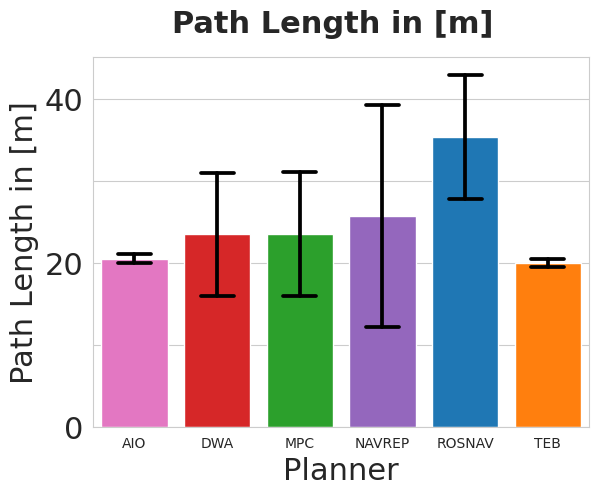 Path Length in [m]
Path Length in [m]
40
20
0
AIO DWA MPC NAVREP ROSNAV TEB
Planner